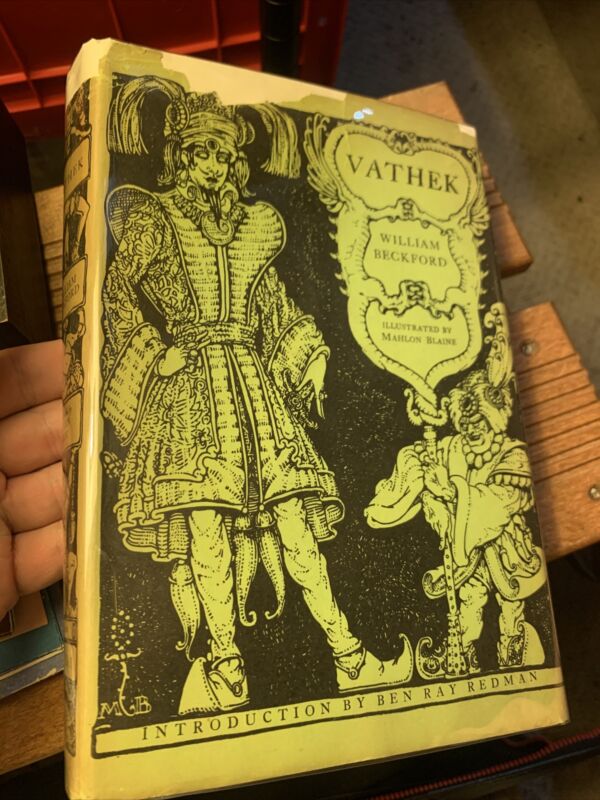 VATHEK
WILLIAM
BECKFORD
ILLUSTRATED BY
MAHLON BLAINE
MB
INTRODUCTION BY BEN RAY REDMAN